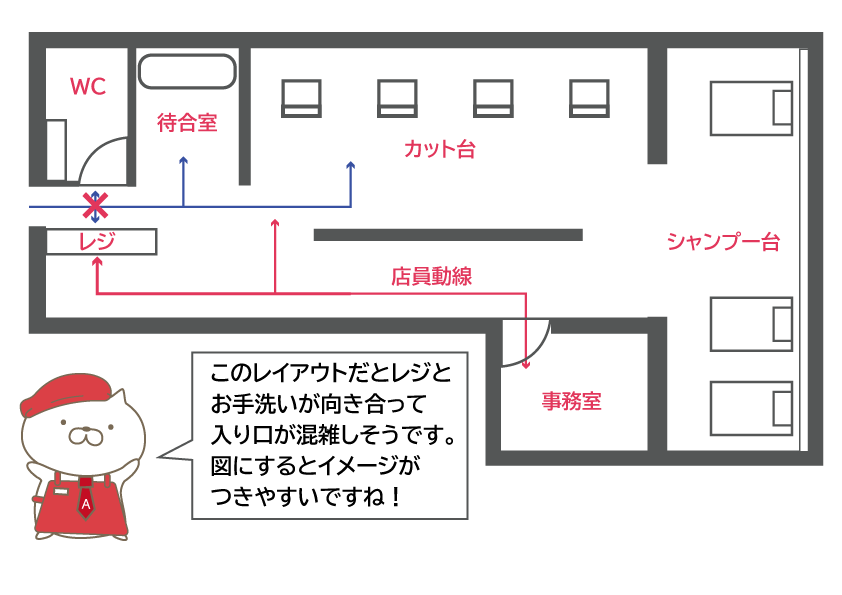 WC
待合室
カット台
レジ
シャンプー台
店員動線
事務室
このレイアウトだとレジと
お手洗いが向き合って
入り口が混雑しそうです。
図にするとイメージが
つきやすいですね！
A